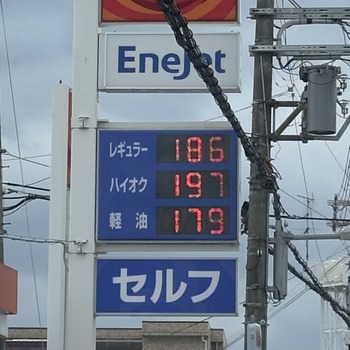 EneJet
レギュラー 186
ハイオク 197
軽油 179
セルフ